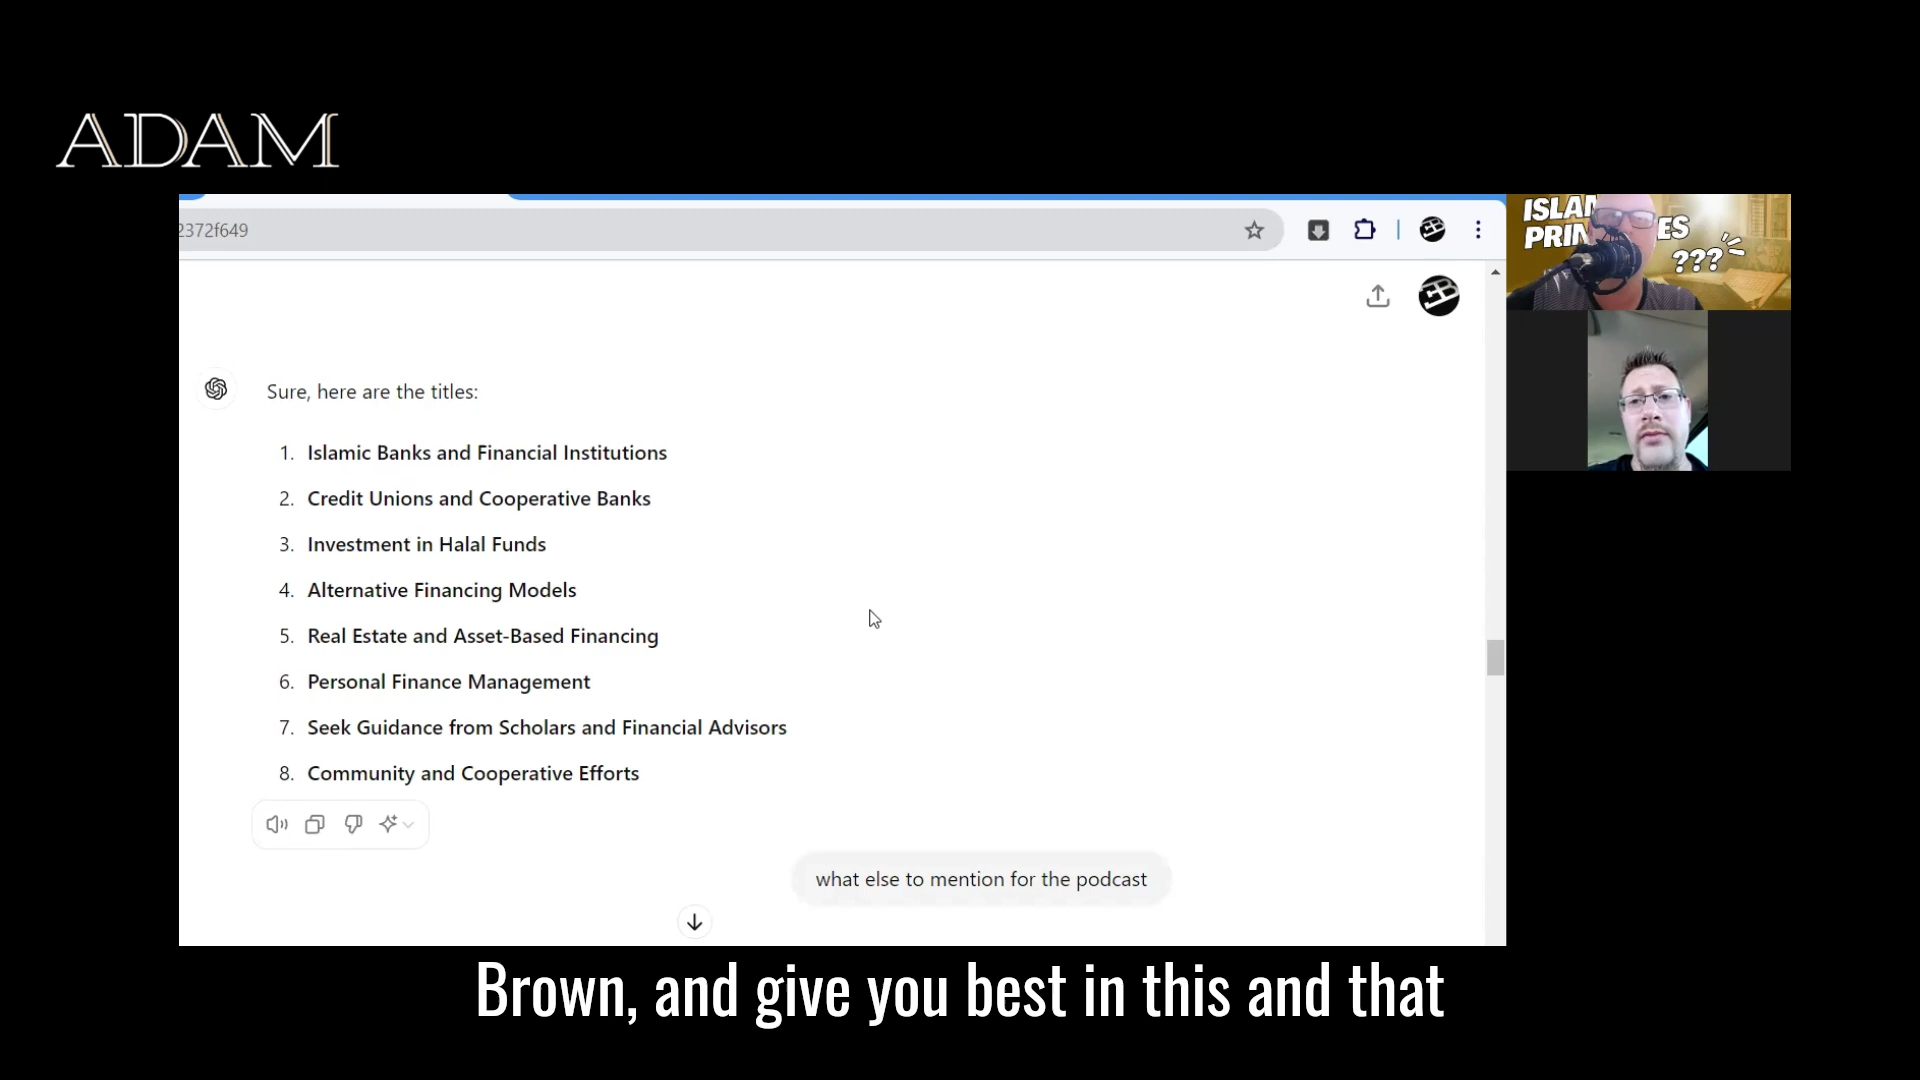 ADAM
2372f649
ISLAM
PRIN ES
???
Sure, here are the titles:
1. Islamic Banks and Financial Institutions
2. Credit Unions and Cooperative Banks
3. Investment in Halal Funds
4. Alternative Financing Models
5. Real Estate and Asset-Based Financing
6. Personal Finance Management
7. Seek Guidance from Scholars and Financial Advisors
8. Community and Cooperative Efforts
what else to mention for the podcast
Brown, and give you best in this and that